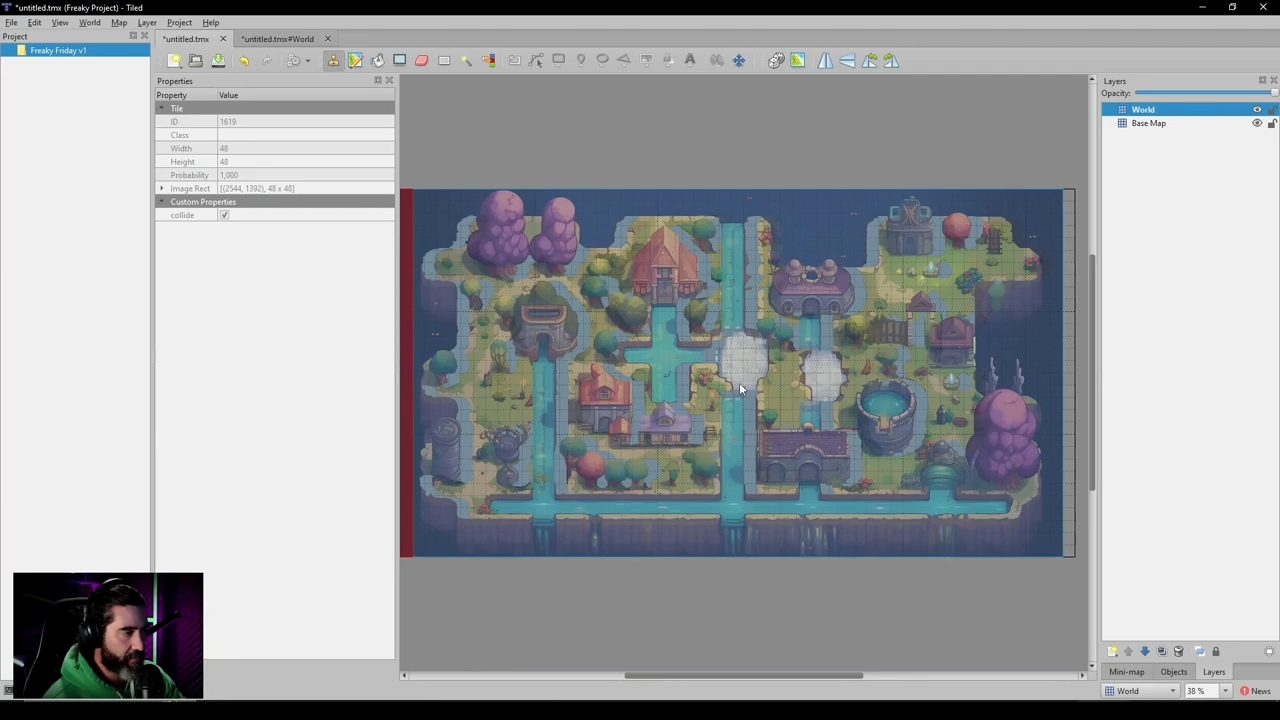 *untitled.tmx (Freaky Project) - Tiled
File Edit View World Map Layer Project Help
Project
Freaky Friday v1
*untitled.tmx
*untitled.tmx#World
Properties
Property Value
Tile
ID 1619
Class
Width 48
Height 48
Probability 1,000
Image Rect [(2544, 1392), 48 x 48]
Custom Properties
collide
Layers
Opacity:
World
Base Map
Mini-map Objects Layers
World 38 % News